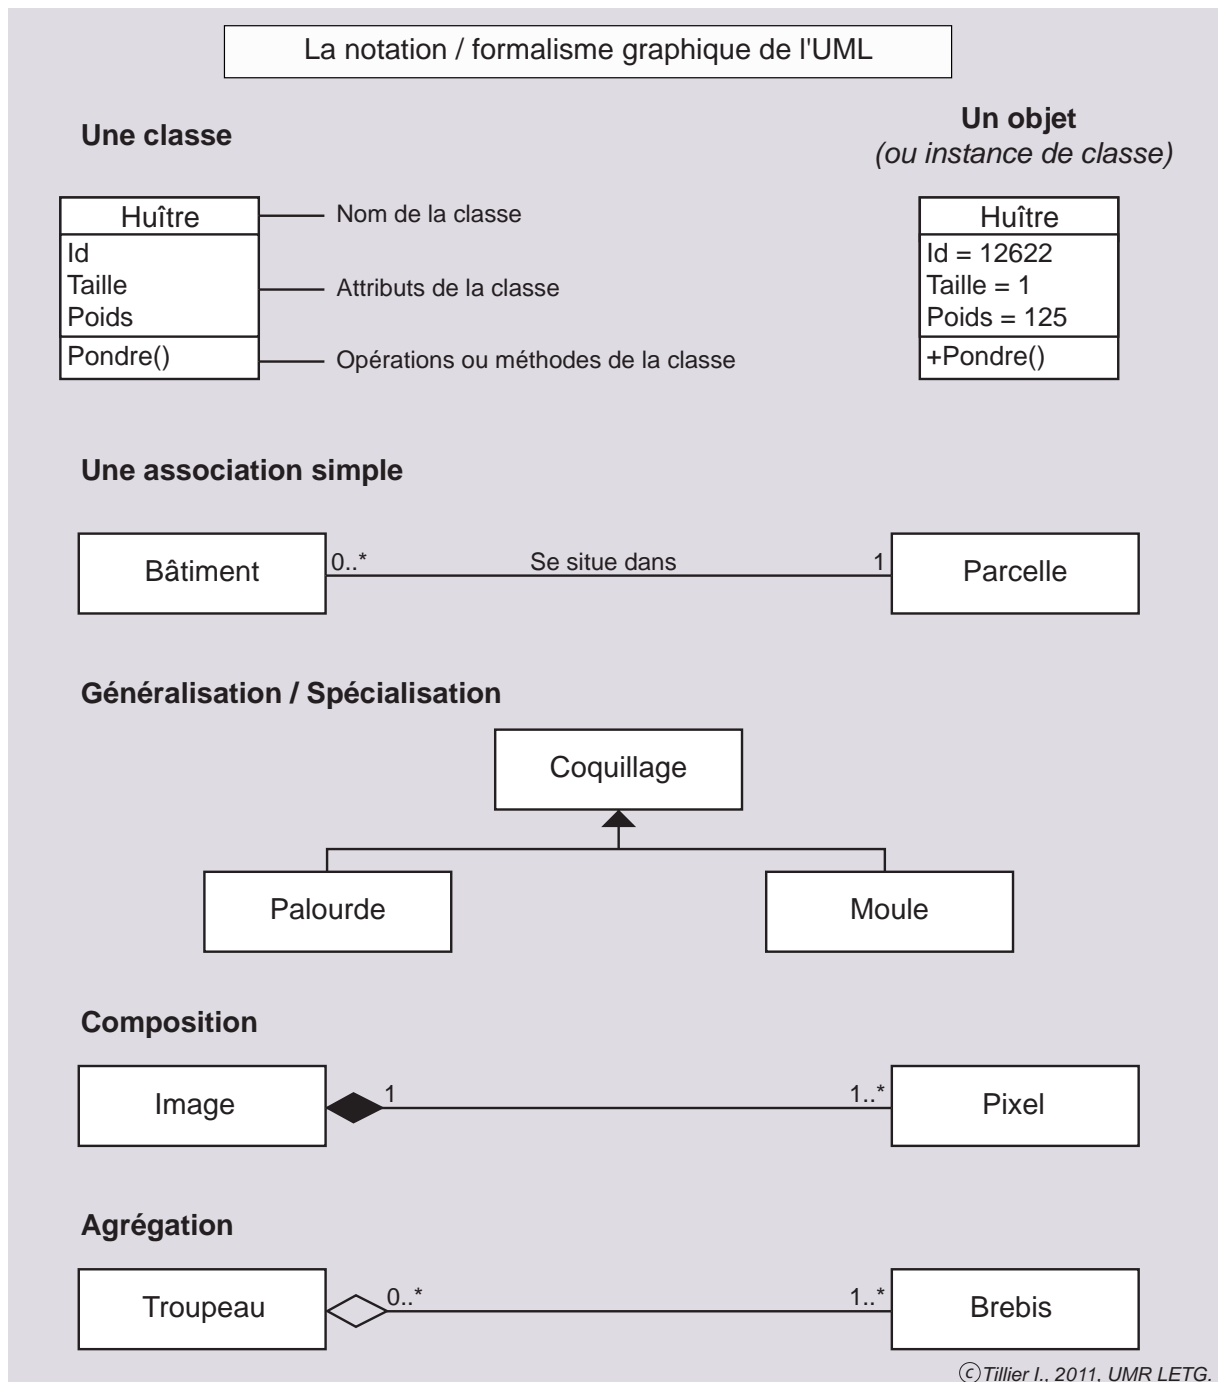 La notation / formalisme graphique de l'UML
Une classe
Un objet
(ou instance de classe)
Huître
Id
Taille
Poids
Pondre()
Nom de la classe
Attributs de la classe
Opérations ou méthodes de la classe
Huître
Id = 12622
Taille = 1
Poids = 125
+Pondre()
Une association simple
Bâtiment
0..*
Se situe dans
1
Parcelle
Généralisation / Spécialisation
Coquillage
Palourde
Moule
Composition
Image
1
1..*
Pixel
Agrégation
Troupeau
0..*
1..*
Brebis
©Tillier I., 2011, UMR LETG.